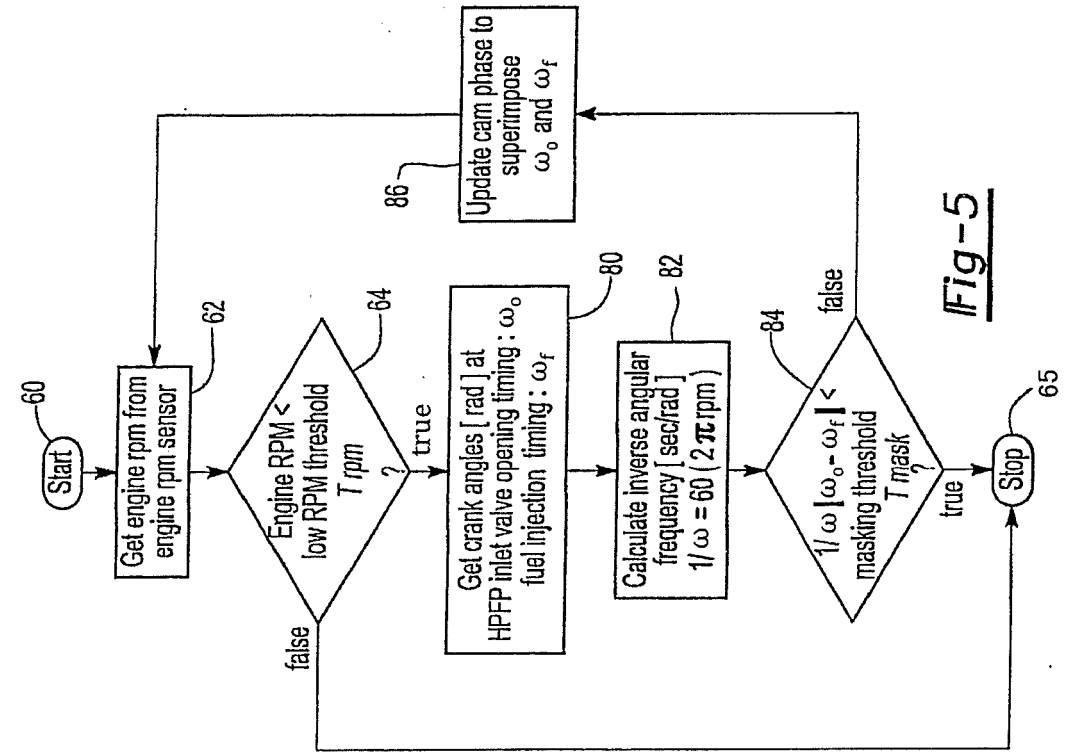 60
Start
Get engine rpm from
engine rpm sensor
62
Engine RPM <
low RPM threshold
T rpm
?
64
false
true
Get crank angles [ rad ] at
HPFP inlet valve opening timing : ω₀
fuel injection timing : ω_f
80
Calculate inverse angular
frequency [ sec/rad ]
1/ω = 60 ( 2π rpm )
82
1/ω | ω₀ - ω_f | <
masking threshold
T mask
?
84
false
true
Update cam phase to
superimpose
ω₀ and ω_f
86
Stop
65
Fig-5